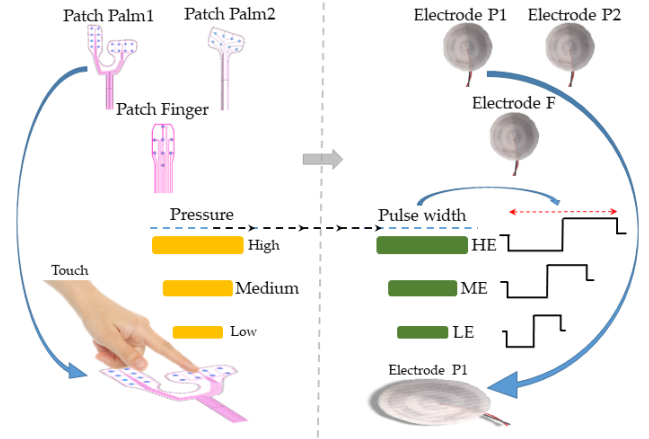 Patch Palm1
Patch Palm2
Patch Finger
Pressure
High
Medium
Low
Touch
Electrode P1
Electrode P2
Electrode F
Pulse width
HE
ME
LE
Electrode P1